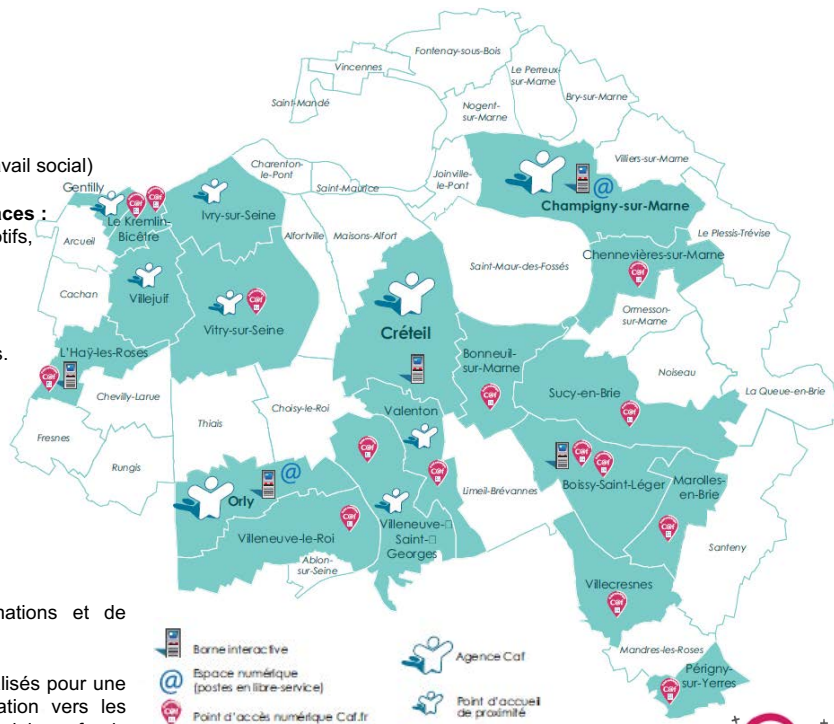 avail social)
aces :
otifs,
s.
mations et de
lisés pour une
ation vers les
Fontenay-sous-Bois
Vincennes
Le Perreux-
sur-Marne
Bry-sur-Marne
Saint-Mandé
Nogent-
sur-Marne
Charenton-
le-Pont
Joinville-
le-Pont
Villiers-sur-Marne
Saint-Maurice
Gentilly
Le Kremlin-
Bicêtre
Ivry-sur-Seine
Champigny-sur-Marne
Arcueil
Alfortville
Maisons-Alfort
Le Plessis-Trévise
Saint-Maur-des-Fossés
Chennevières-sur-Marne
Cachan
Villejuif
Vitry-sur-Seine
Créteil
Ormesson-
sur-Marne
L'Haÿ-les-Roses
Bonneuil-
sur-Marne
Noiseau
Chevilly-Larue
Sucy-en-Brie
La Queue-en-Brie
Thiais
Choisy-le-Roi
Valenton
Fresnes
Rungis
Limeil-Brévannes
Boissy-Saint-Léger
Marolles-
en-Brie
Orly
Villeneuve-le-Roi
Villeneuve-
Saint-
Georges
Ablon-
sur-Seine
Santeny
Villecresnes
Mandres-les-Roses
Périgny-
sur-Yerres
Borne interactive
@ Espace numérique
(postes en libre-service)
Point d'accès numérique Caf.fr
Agence Caf
Point d'accueil
de proximité